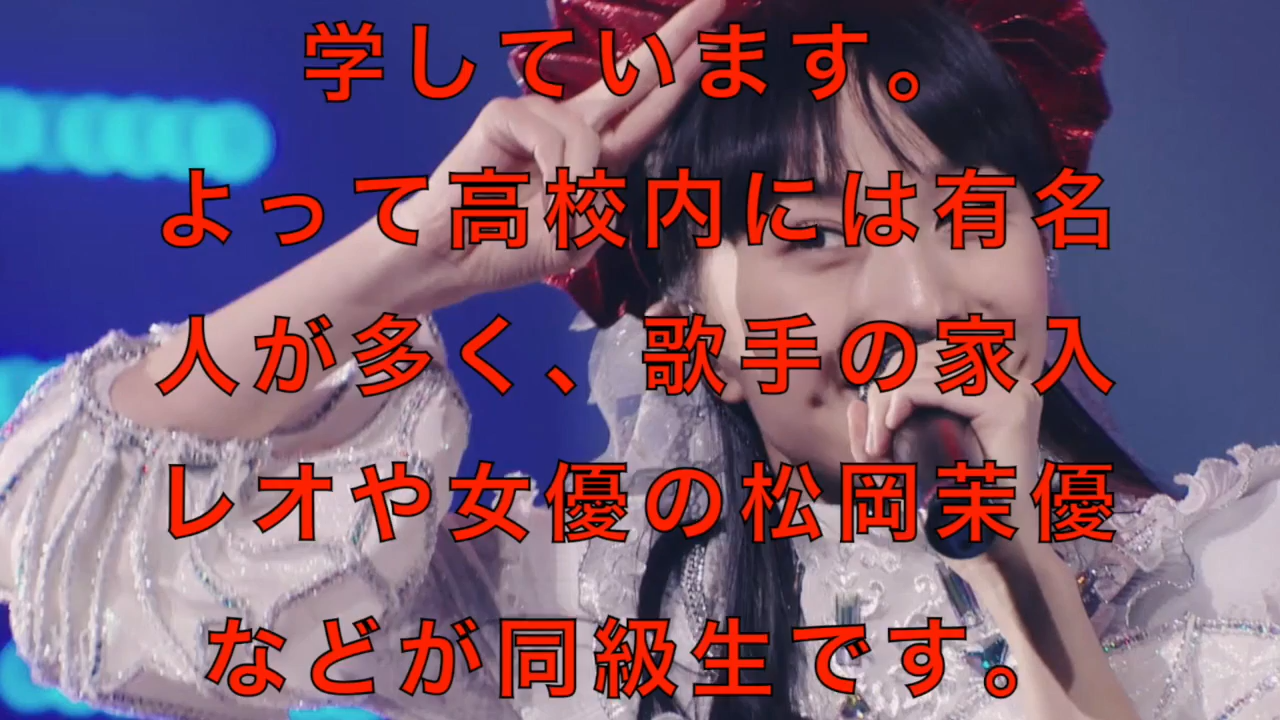 学しています。
よって高校内には有名
人が多く、歌手の家入
レオや女優の松岡茉優
などが同級生です。